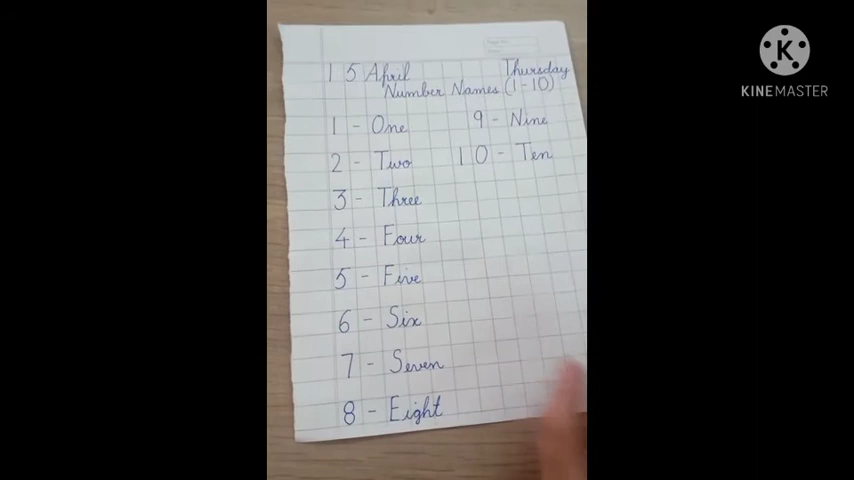 15 April Thursday
Number Names (1-10)
1 - One
2 - Two
3 - Three
4 - Four
5 - Five
6 - Six
7 - Seven
8 - Eight
9 - Nine
10 - Ten
K
KINEMASTER